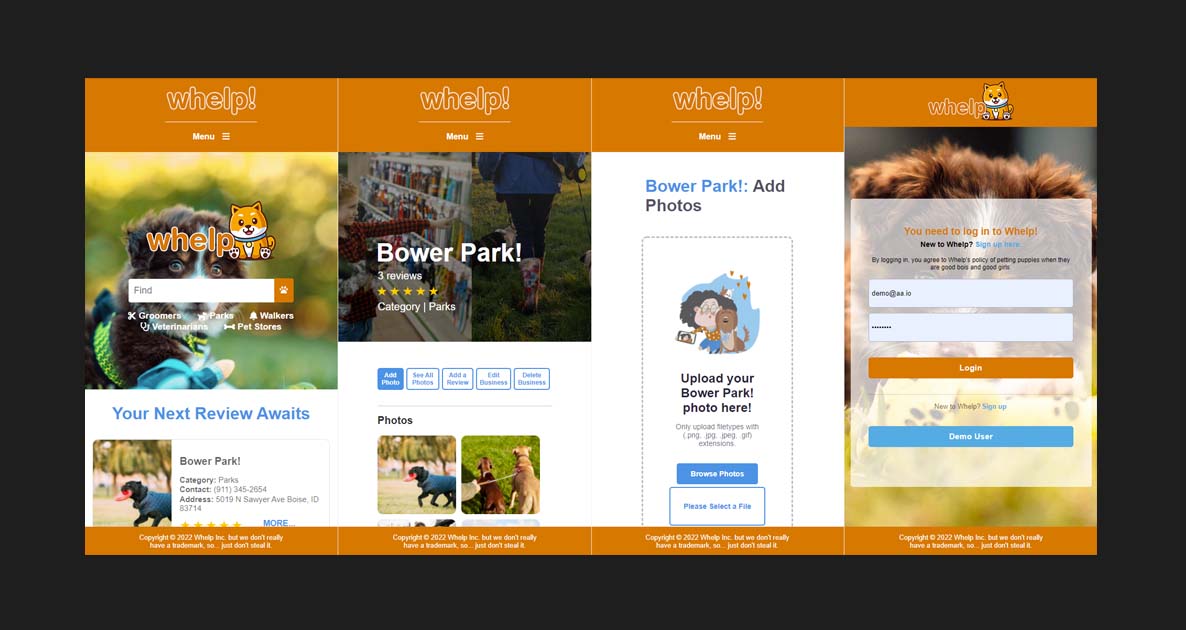 whelp!
Menu
whelp
Find
Groomers Parks Walkers
Veterinarians Pet Stores
Your Next Review Awaits
Bower Park!
Category: Parks
Contact: (911) 345-2654
Address: 5019 N Sawyer Ave Boise, ID
83714
MORE...
Copyright © 2022 Whelp Inc. but we don't really
have a trademark, so... just don't steal it.
whelp!
Menu
Bower Park!
3 reviews
Category | Parks
Add
Photo
See All
Photos
Add a
Review
Edit
Business
Delete
Business
Photos
Copyright © 2022 Whelp Inc. but we don't really
have a trademark, so... just don't steal it.
whelp!
Menu
Bower Park!: Add
Photos
Upload your
Bower Park!
photo here!
Only upload filetypes with
(.png, .jpg, .jpeg, .gif)
extensions.
Browse Photos
Please Select a File
Copyright © 2022 Whelp Inc. but we don't really
have a trademark, so... just don't steal it.
whelp
You need to log in to Whelp!
New to Whelp? Sign up here.
By logging in, you agree to Whelp's policy of petting puppies when they
are good bois and good girls.
demo@aa.io
••••••••
Login
New to Whelp? Sign up
Demo User
Copyright © 2022 Whelp Inc. but we don't really
have a trademark, so... just don't steal it.